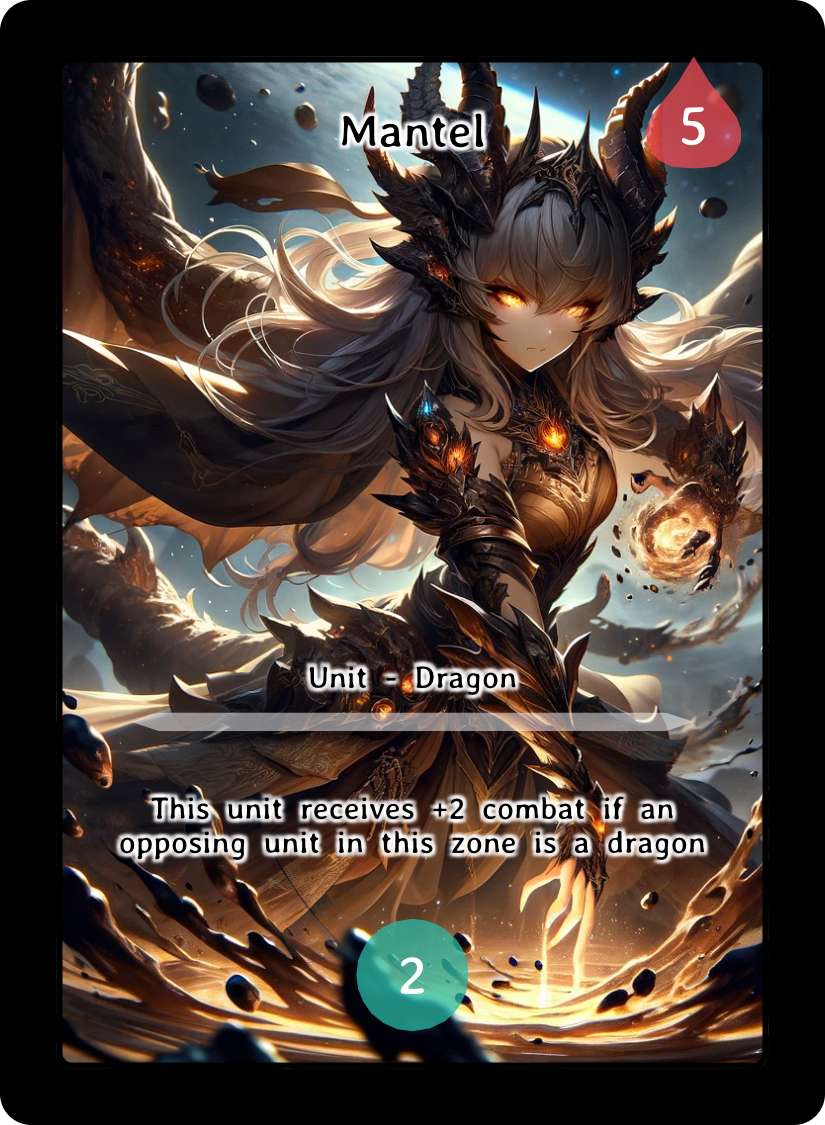 Mantel
5
Unit - Dragon
This unit receives +2 combat if an
opposing unit in this zone is a dragon
2